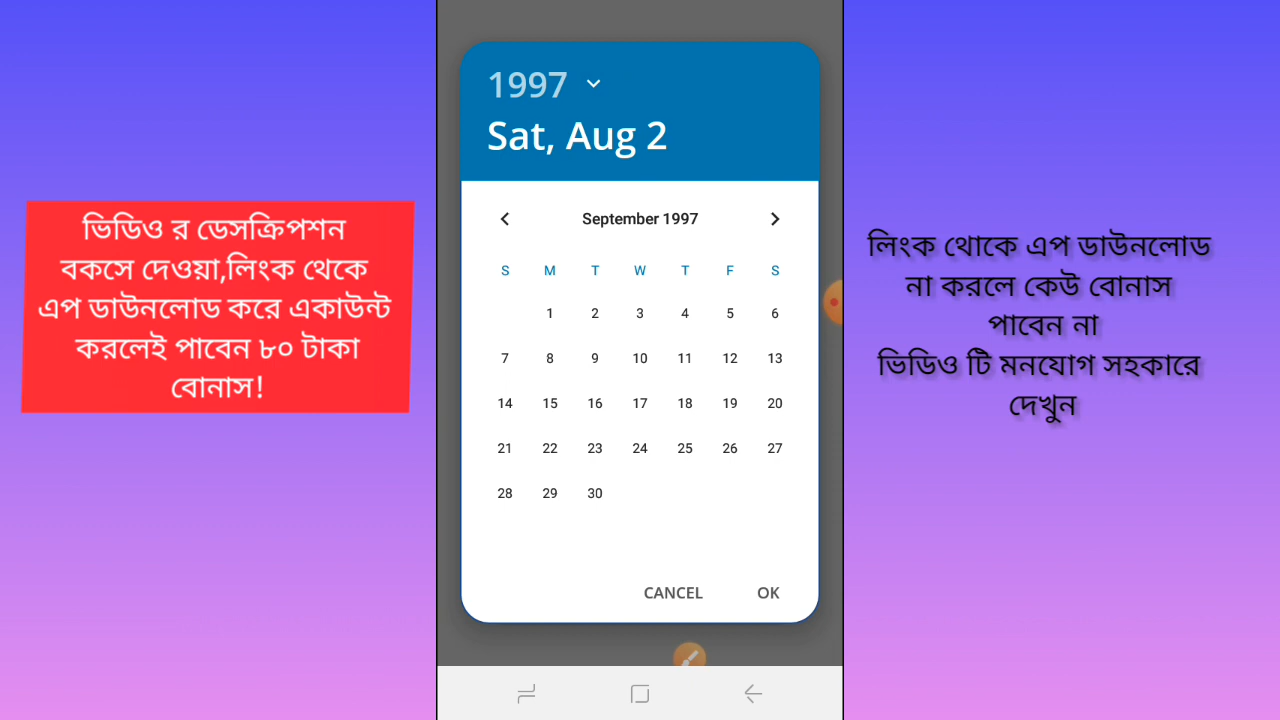 ভিডিও র ডেসক্রিপশন
বকসে দেওয়া,লিংক থেকে
এপ ডাউনলোড করে একাউন্ট
করলেই পাবেন ৮০ টাকা
বোনাস!
1997
Sat, Aug 2
September 1997
S M T W T F S
1 2 3 4 5 6
7 8 9 10 11 12 13
14 15 16 17 18 19 20
21 22 23 24 25 26 27
28 29 30
CANCEL OK
লিংক থোকে এপ ডাউনলোড
না করলে কেউ বোনাস
পাবেন না
ভিডিও টি মনযোগ সহকারে
দেখুন